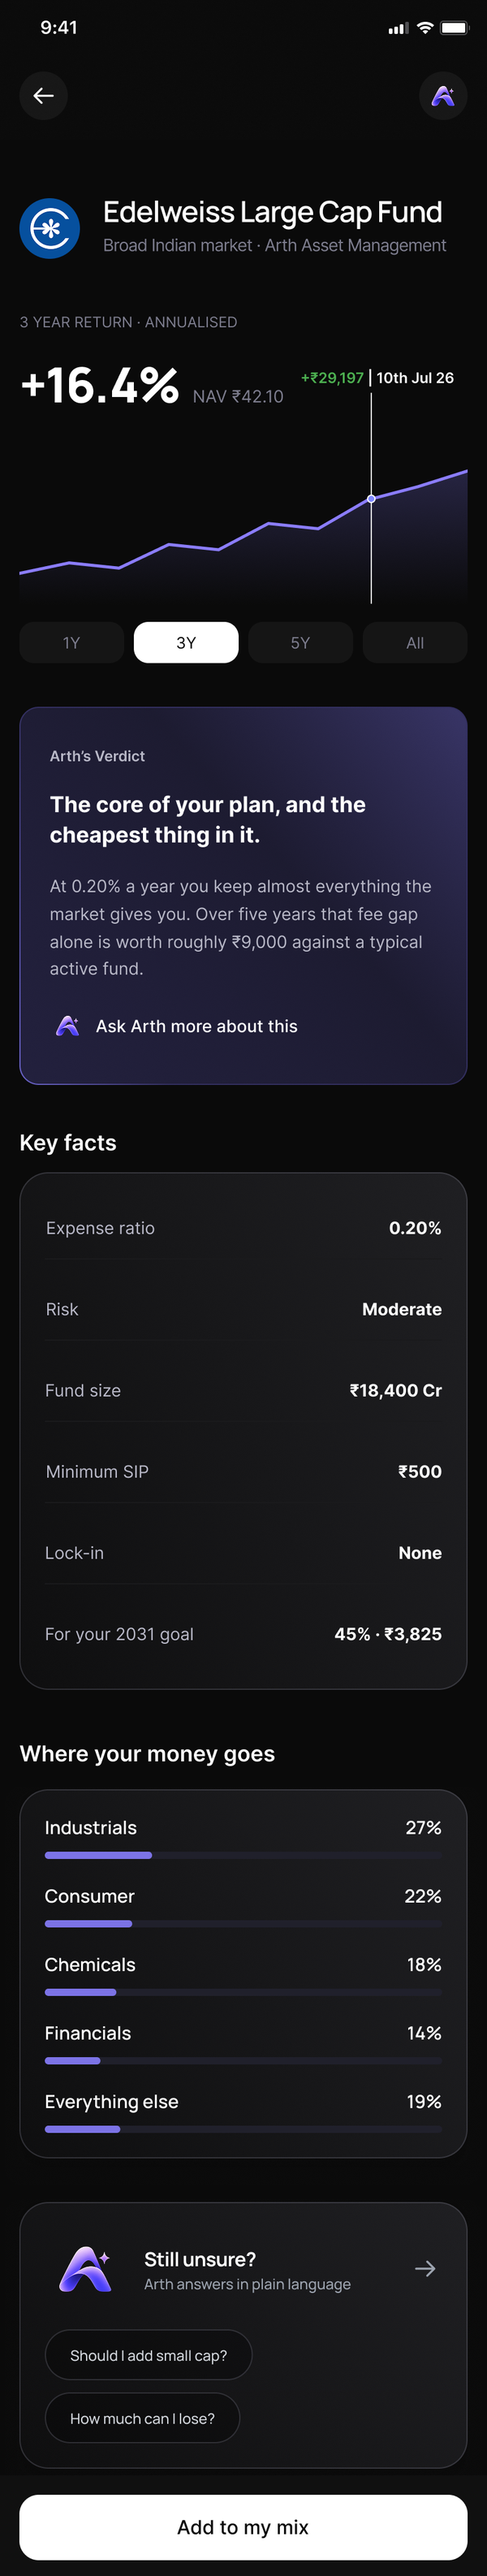 9:41
Edelweiss Large Cap Fund
Broad Indian market · Arth Asset Management
3 YEAR RETURN · ANNUALISED
+16.4% NAV ₹42.10
+₹29,197 | 10th Jul 26
1Y 3Y 5Y All
Arth's Verdict
The core of your plan, and the
cheapest thing in it.
At 0.20% a year you keep almost everything the
market gives you. Over five years that fee gap
alone is worth roughly ₹9,000 against a typical
active fund.
Ask Arth more about this
Key facts
Expense ratio 0.20%
Risk Moderate
Fund size ₹18,400 Cr
Minimum SIP ₹500
Lock-in None
For your 2031 goal 45% · ₹3,825
Where your money goes
Industrials 27%
Consumer 22%
Chemicals 18%
Financials 14%
Everything else 19%
Still unsure?
Arth answers in plain language
Should I add small cap?
How much can I lose?
Add to my mix